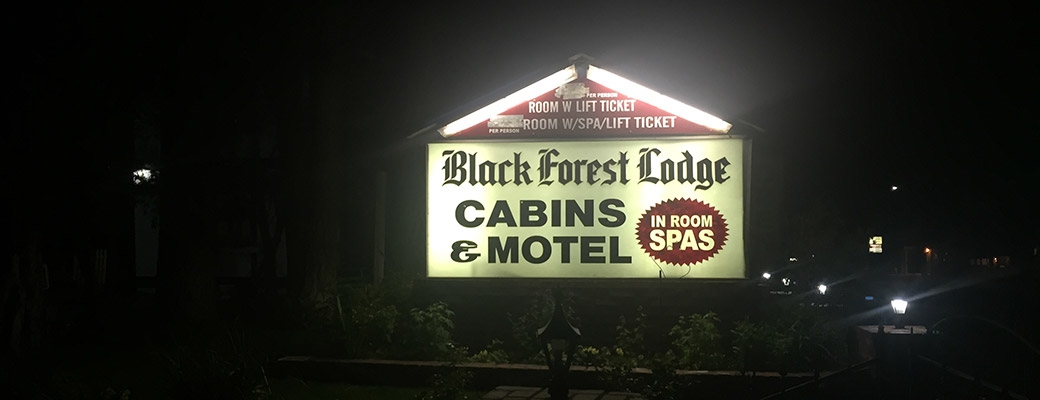 PER PERSON
ROOM W LIFT TICKET
ROOM W/SPA/LIFT TICKET
PER PERSON
Black Forest Lodge
CABINS
& MOTEL
IN ROOM
SPAS